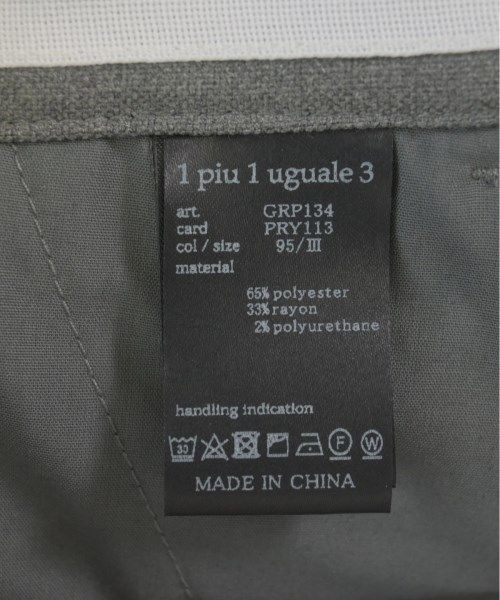 1 piu 1 uguale 3
art. GRP134
card PRY113
col / size 95/III
material
65% polyester
33% rayon
2% polyurethane
handling indication
30 F W
MADE IN CHINA